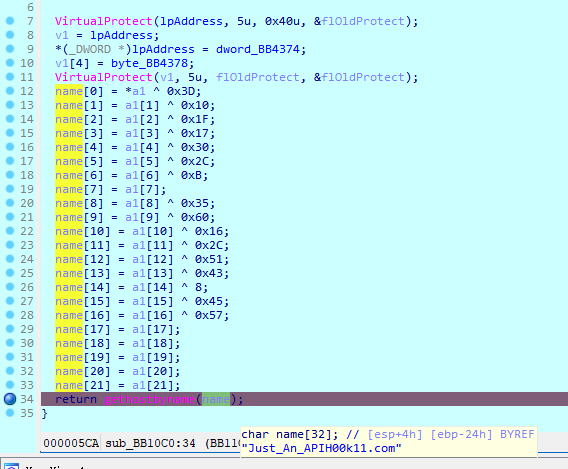 6
7 VirtualProtect(lpAddress, 5u, 0x40u, &flOldProtect);
8 v1 = lpAddress;
9 *(_DWORD *)lpAddress = dword_BB4374;
10 v1[4] = byte_BB4378;
11 VirtualProtect(v1, 5u, flOldProtect, &flOldProtect);
12 name[0] = *a1 ^ 0x3D;
13 name[1] = a1[1] ^ 0x10;
14 name[2] = a1[2] ^ 0x1F;
15 name[3] = a1[3] ^ 0x17;
16 name[4] = a1[4] ^ 0x30;
17 name[5] = a1[5] ^ 0x2C;
18 name[6] = a1[6] ^ 0xB;
19 name[7] = a1[7];
20 name[8] = a1[8] ^ 0x35;
21 name[9] = a1[9] ^ 0x60;
22 name[10] = a1[10] ^ 0x16;
23 name[11] = a1[11] ^ 0x2C;
24 name[12] = a1[12] ^ 0x51;
25 name[13] = a1[13] ^ 0x43;
26 name[14] = a1[14] ^ 8;
27 name[15] = a1[15] ^ 0x45;
28 name[16] = a1[16] ^ 0x57;
29 name[17] = a1[17];
30 name[18] = a1[18];
31 name[19] = a1[19];
32 name[20] = a1[20];
33 name[21] = a1[21];
34 return (name);
35 }
000005CA sub_BB10C0:34 (BB11
char name[32]; // [esp+4h] [ebp-24h] BYREF
"Just_An_APIH00k11.com"